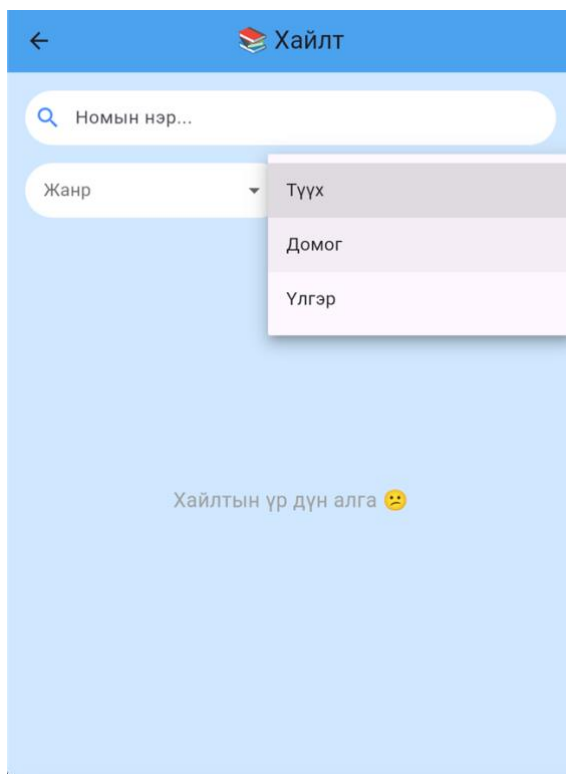 📚 Хайлт
Номын нэр...
Жанр
Түүх
Домог
Үлгэр
Хайлтын үр дүн алга 😕